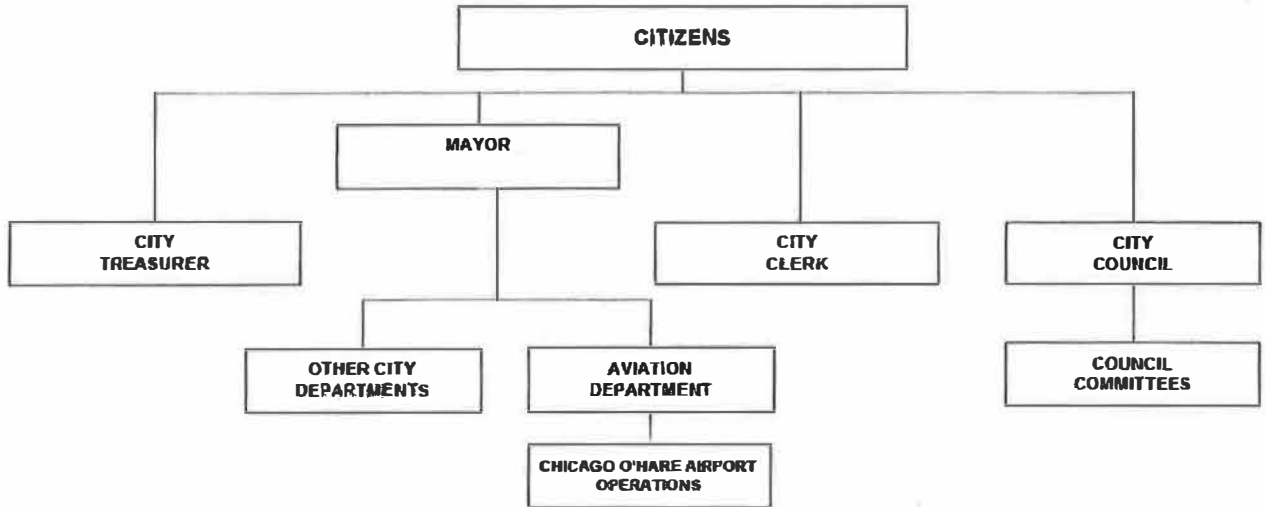 CITIZENS
MAYOR
CITY
TREASURER
CITY
CLERK
CITY
COUNCIL
OTHER CITY
DEPARTMENTS
AVIATION
DEPARTMENT
COUNCIL
COMMITTEES
CHICAGO O'HARE AIRPORT
OPERATIONS